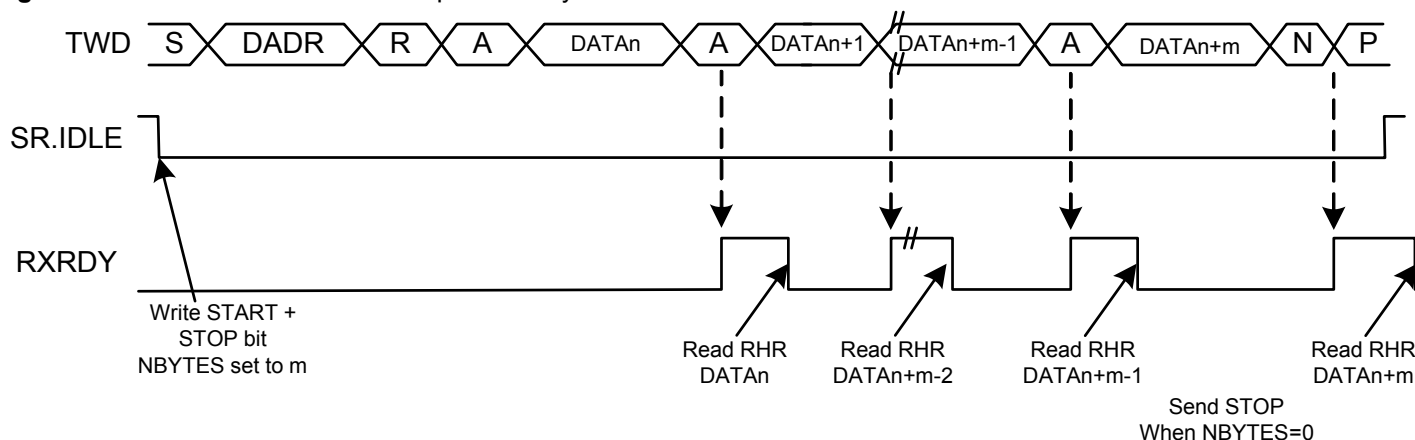 TWD S DADR R A DATAn A DATAn+1 DATAn+m-1 A DATAn+m N P
SR.IDLE
RXRDY
Write START +
STOP bit
NBYTES set to m
Read RHR
DATAn
Read RHR
DATAn+m-2
Read RHR
DATAn+m-1
Read RHR
DATAn+m
Send STOP
When NBYTES=0